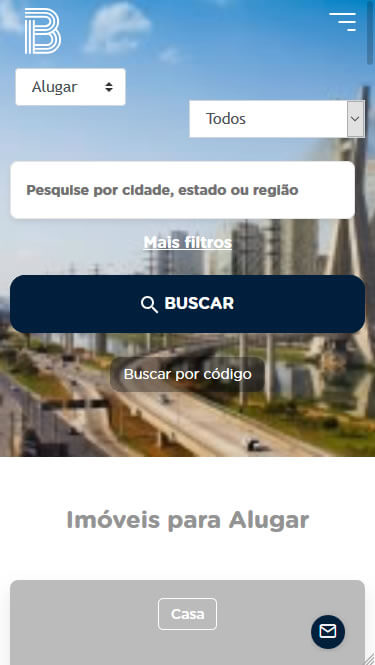 B
Alugar
Todos
Pesquise por cidade, estado ou região
Mais filtros
BUSCAR
Buscar por código
Imóveis para Alugar
Casa